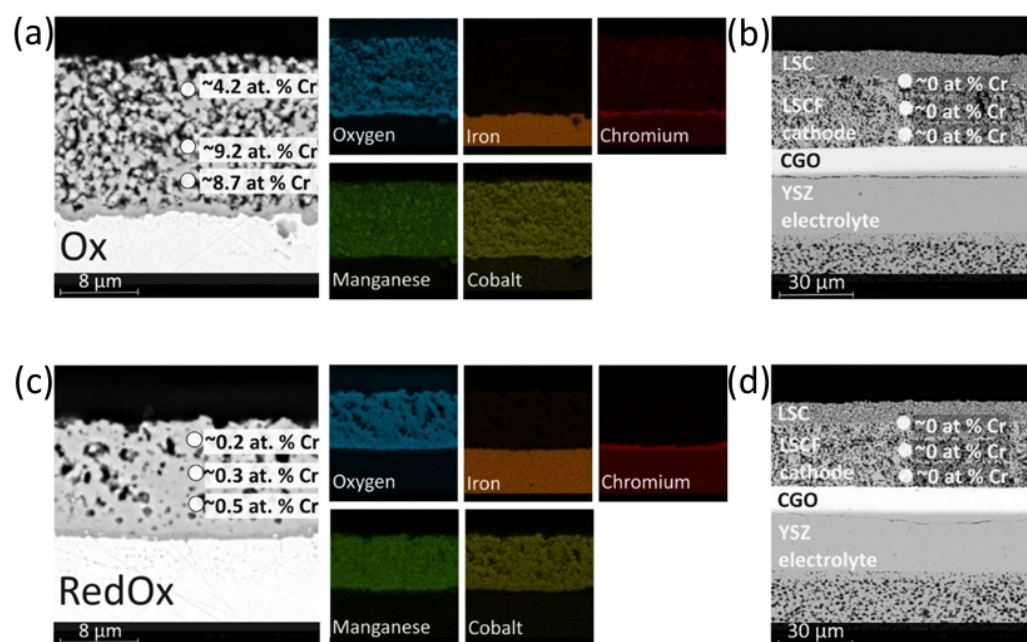 (a)
~4.2 at. % Cr
~9.2 at. % Cr
~8.7 at % Cr
Ox
8 µm
Oxygen
Iron
Chromium
Manganese
Cobalt
(b)
LSC
~0 at % Cr
LSCF
~0 at % Cr
cathode
~0 at % Cr
CGO
YSZ
electrolyte
30 µm
(c)
~0.2 at. % Cr
~0.3 at. % Cr
~0.5 at. % Cr
RedOx
8 µm
Oxygen
Iron
Chromium
Manganese
Cobalt
(d)
LSC
~0 at % Cr
LSCF
~0 at % Cr
cathode
~0 at % Cr
CGO
YSZ
electrolyte
30 µm